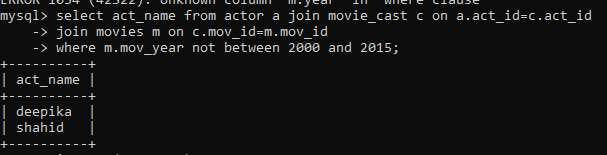 ERROR 1054 (42S22): Unknown column 'm.year' in 'where clause'
mysql> select act_name from actor a join movie_cast c on a.act_id=c.act_id
    -> join movies m on c.mov_id=m.mov_id
    -> where m.mov_year not between 2000 and 2015;
+----------+
| act_name |
+----------+
| deepika  |
| shahid   |
+----------+